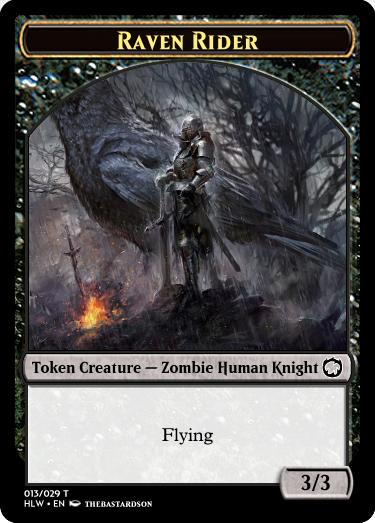 Raven Rider
Token Creature — Zombie Human Knight
Flying
3/3
013/029 T
HLW • EN THEBASTARDSON